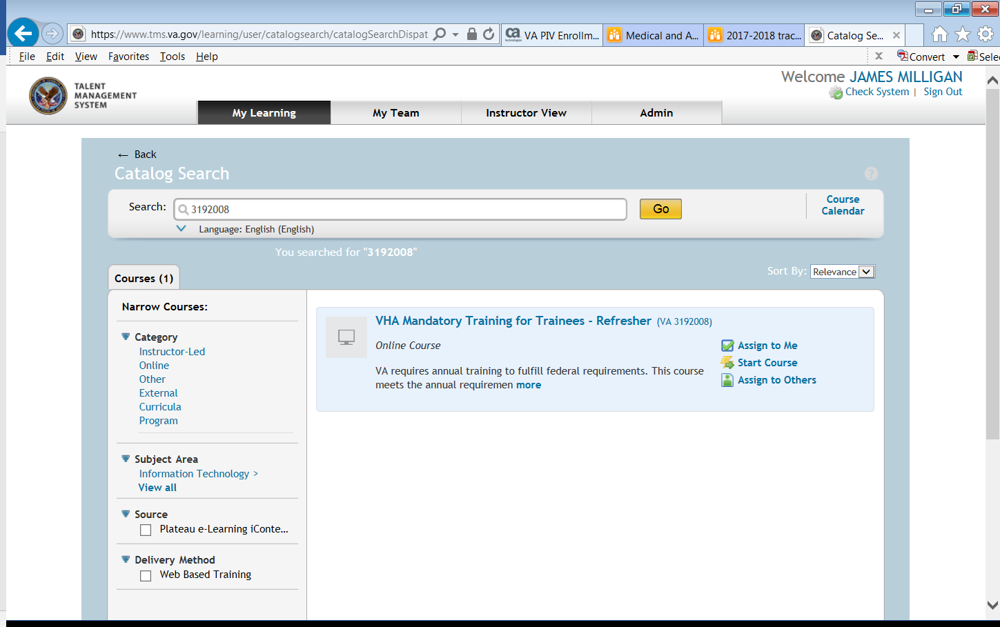 https://www.tms.va.gov/learning/user/catalogsearch/catalogSearchDispat
ca
technologies
VA PIV Enrollm...
Medical and A...
2017-2018 trac...
Catalog Se...
File Edit View Favorites Tools Help
x Convert Selec
TALENT
MANAGEMENT
SYSTEM
Welcome JAMES MILLIGAN
Check System | Sign Out
My Learning My Team Instructor View Admin
← Back
Catalog Search
?
Search: 3192008 Go
Course
Calendar
Language: English (English)
You searched for "3192008"
Courses (1)
Sort By: Relevance
Narrow Courses:
Category
Instructor-Led
Online
Other
External
Curricula
Program
Subject Area
Information Technology >
View all
Source
Plateau e-Learning iConte...
Delivery Method
Web Based Training
VHA Mandatory Training for Trainees - Refresher (VA 3192008)
Online Course
VA requires annual training to fulfill federal requirements. This course
meets the annual requiremen more
Assign to Me
Start Course
Assign to Others